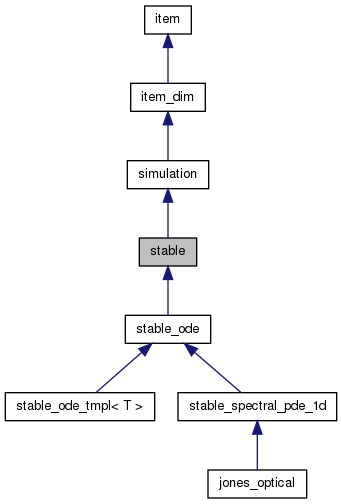 item
item_dim
simulation
stable
stable_ode
stable_ode_tmpl< T >
stable_spectral_pde_1d
jones_optical